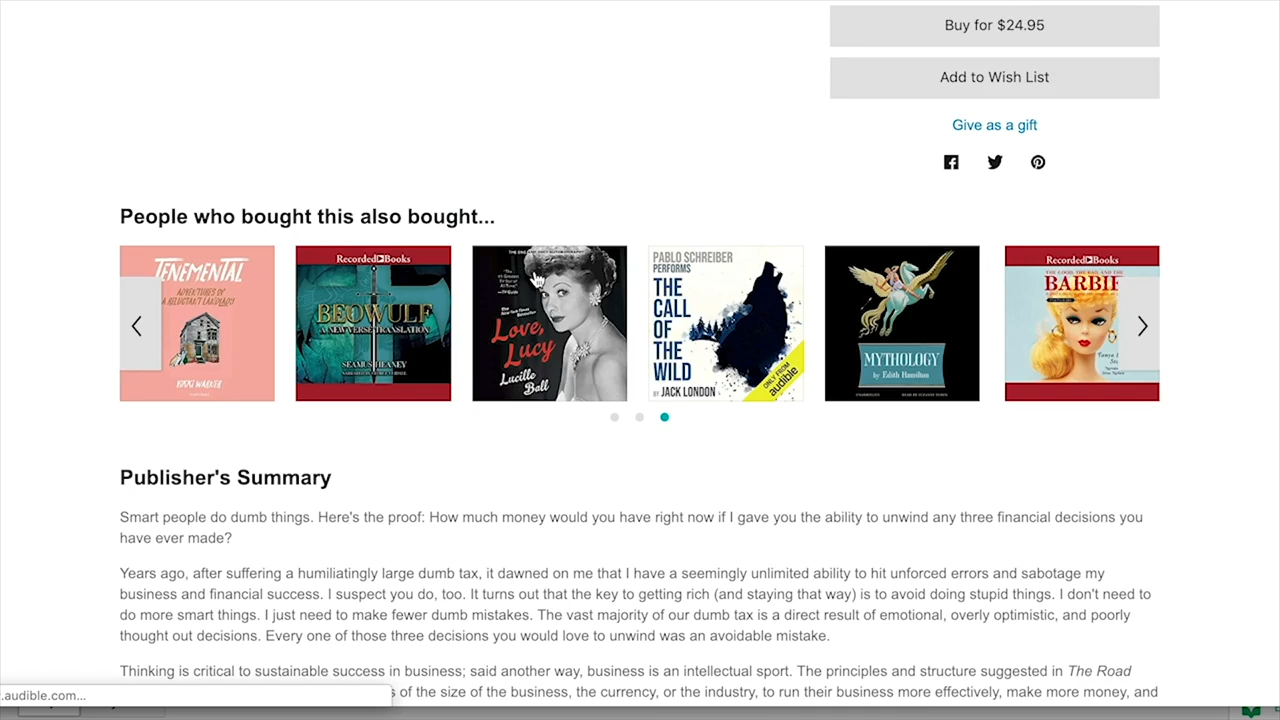 Buy for $24.95
Add to Wish List
Give as a gift
People who bought this also bought...
TENEMENTAL
ADVENTURES OF
A RELUCTANT LANDLADY
VIKKI WARNER
Recorded Books
BEOWULF
A NEW VERSE TRANSLATION
SEAMUS HEANEY
Love,
Lucy
Lucille
Ball
PABLO SCHREIBER
PERFORMS
THE
CALL
OF
THE
WILD
BY JACK LONDON
ONLY FROM
audible
MYTHOLOGY
by Edith Hamilton
Recorded Books
THE GOOD, THE BAD, AND THE
BARBIE
Publisher's Summary
Smart people do dumb things. Here's the proof: How much money would you have right now if I gave you the ability to unwind any three financial decisions you
have ever made?
Years ago, after suffering a humiliatingly large dumb tax, it dawned on me that I have a seemingly unlimited ability to hit unforced errors and sabotage my
business and financial success. I suspect you do, too. It turns out that the key to getting rich (and staying that way) is to avoid doing stupid things. I don't need to
do more smart things. I just need to make fewer dumb mistakes. The vast majority of our dumb tax is a direct result of emotional, overly optimistic, and poorly
thought out decisions. Every one of those three decisions you would love to unwind was an avoidable mistake.
Thinking is critical to sustainable success in business; said another way, business is an intellectual sport. The principles and structure suggested in The Road
s of the size of the business, the currency, or the industry, to run their business more effectively, make more money, and
.audible.com...